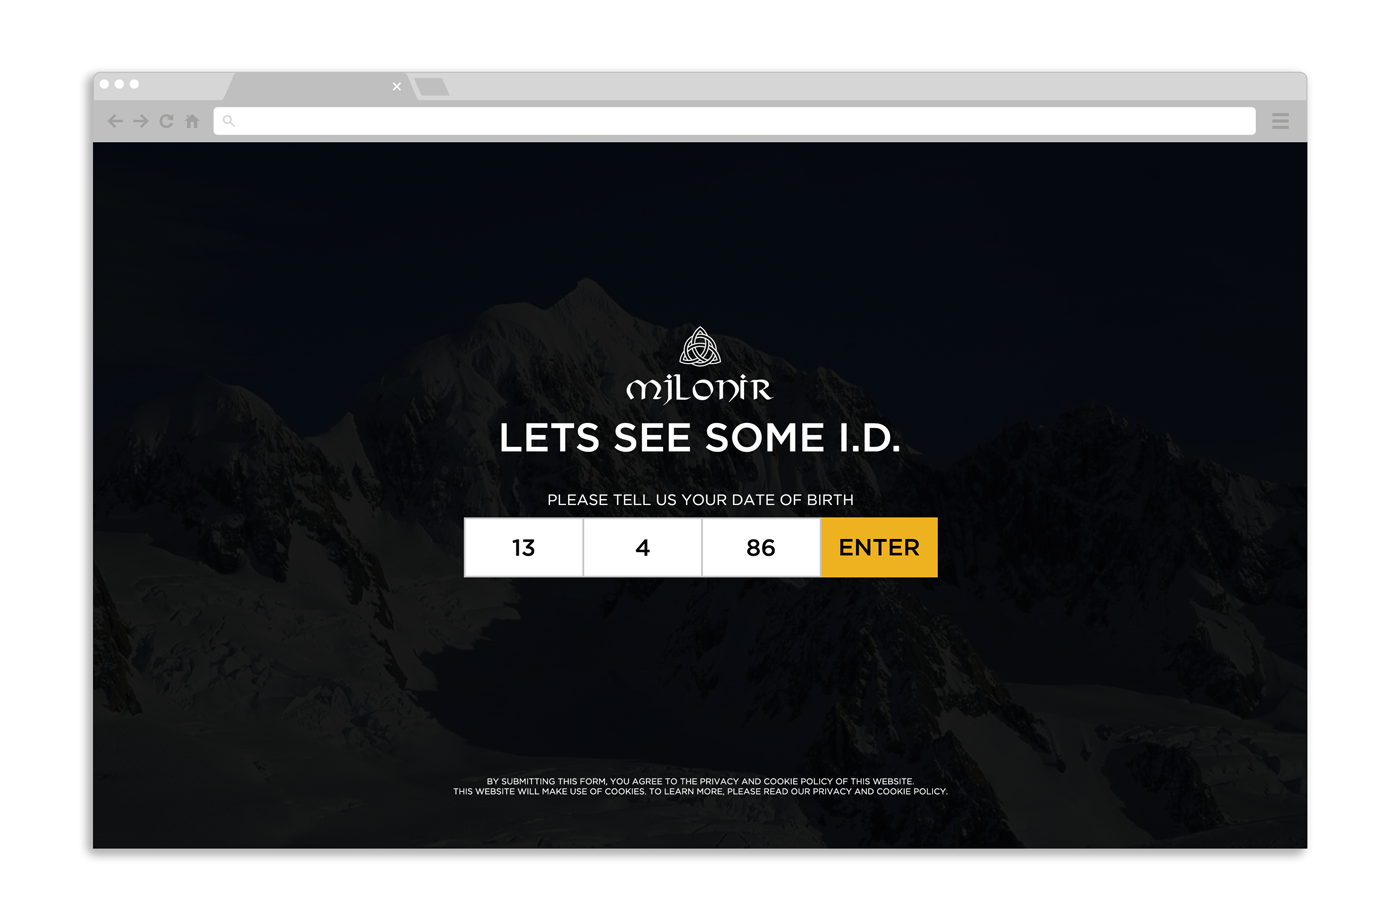 MJLONIR
LETS SEE SOME I.D.
PLEASE TELL US YOUR DATE OF BIRTH
13 4 86 ENTER
BY SUBMITTING THIS FORM, YOU AGREE TO THE PRIVACY AND COOKIE POLICY OF THIS WEBSITE.
THIS WEBSITE WILL MAKE USE OF COOKIES. TO LEARN MORE, PLEASE READ OUR PRIVACY AND COOKIE POLICY.